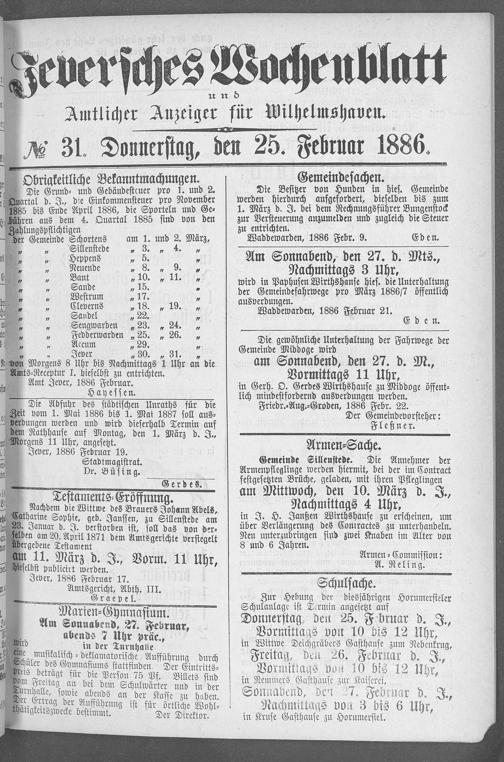 Jeversches Wochenblatt
und
Amtlicher Anzeiger für Wilhelmshaven.
№ 31. Donnerstag, den 25. Februar 1886.
Obrigkeitliche Bekanntmachungen.
Die Grund- und Gebäudesteuer pro 1. und 2.
Quartal d. J., die Einkommensteuer pro November
1885 bis Ende April 1886, die Sporteln und Ge-
bühren aus dem 4. Quartal 1885 sind von den
Zahlungspflichtigen
der Gemeinde Schortens am 1. und 2. März,
" " Sillenstede " 3. " 4. "
" " Heppens " 5. "
" " Neuende " 8. " 9. "
" " Bant " 10. " 11. "
" " Sande " 15. "
" " Westrum " 17. "
" " Cleverns " 18. " 19. "
" " Sandel " 22. "
" " Sengwarden " 23. " 24. "
" " Fedderwarden " 25. " 26. "
" " Accum " 29. "
" " Jever " 30. " 31. "
von Morgens 8 Uhr bis Nachmittags 1 Uhr an die
Amts-Receptur I. hieselbst zu entrichten.
Amt Jever, 1886 Februar.
Hayessen.
Die Abfuhr des städtischen Unraths für die
Zeit vom 1. Mai 1886 bis 1. Mai 1887 soll aus-
verdungen werden und wird dieserhalb Termin auf
dem Rathhause auf Montag, den 1. März d. J.,
Morgens 11 Uhr, angesetzt.
Jever, 1886 Februar 19.
Stadtmagistrat.
Dr. Büsing.
Gerdes.
Testaments-Eröffnung.
Nachdem die Wittwe des Brauers Johann Abels,
Catharine Sophie, geb. Janssen, zu Sillenstede am
23. Januar d. J. verstorben ist, soll das von der-
selben am 20. April 1871 dem Amtsgerichte versiegelt
übergebene Testament
am 11. März d. J., Vorm. 11 Uhr,
hieselbst publicirt werden.
Jever, 1886 Februar 17.
Amtsgericht, Abth. III.
Graepel.
Marien-Gymnasium.
Am Sonnabend, 27. Februar,
abends 7 Uhr präc.,
in der Turnhalle
wird
eine musikalisch-dekamatorische Aufführung durch
Schüler des Gymnasiums stattfinden. Der Eintritts-
preis beträgt für die Person 75 Pf. Billets sind
von Freitag an bei dem Schulwärter und in der
Turnhalle, sowie abends an der Kasse zu haben.
Der Ertrag der Aufführung ist für örtliche Wohl-
thätigkeitszwecke bestimmt. Der Direktor.
Gemeindesachen.
Die Besitzer von Hunden in hies. Gemeinde
werden hierdurch aufgefordert, dieselben bis zum
1. März d. J. bei dem Rechnungsführer Bungenstock
zur Versteuerung anzumelden und zugleich die Steuer
zu entrichten.
Waddewarden, 1886 Febr. 9. Eden.
Am Sonnabend, den 27. d. Mts.,
Nachmittags 3 Uhr,
wird in Paphusen Wirthshause hies. die Unterhaltung
der Gemeindefahrwege pro März 1886/7 öffentlich
ausverdungen.
Waddewarden, 1886 Februar 21.
Eden.
Die gewöhnliche Unterhaltung der Fahrwege der
Gemeinde Middoge wird
am Sonnabend, den 27. d. M.,
Vormittags 11 Uhr,
in Gerh. O. Gerdes Wirthshause zu Middoge öffent-
lich mindestfordernd ausverdungen werden.
Friedr.-Aug.-Groden, 1886 Febr. 22.
Der Gemeindevorsteher:
Fleßner.
Armen-Sache.
Gemeinde Sillenstede. Die Annehmer der
Armenpfleglinge werden hiermit, bei der im Contract
festgesetzten Brüche, geladen, mit ihren Pfleglingen
am Mittwoch, den 10. März d. J.,
Nachmittags 4 Uhr,
in J. H. Janssen Wirthshause zu erscheinen, um
über Verlängerung des Contractes zu unterhandeln.
Neu unterzubringen sind zwei Knaben im Alter von
8 und 6 Jahren.
Armen-Commission:
A. Reling.
Schulsache.
Zur Hebung der diesjährigen Horumersieler
Schulanlage ist Termin angesetzt auf
Donnerstag, den 25. Februar d. J.,
Vormittags von 10 bis 12 Uhr,
in Wittwe Deichgräbers Gasthause zum Nebenkrug,
Freitag, den 26. Februar d. J.,
Vormittags von 10 bis 12 Uhr,
in Remmers Gasthause zur Kaiserei,
Sonnabend, den 27. Februar d. J.,
Nachmittags von 3 bis 6 Uhr,
in Kruse Gasthause zu Horumersiel.